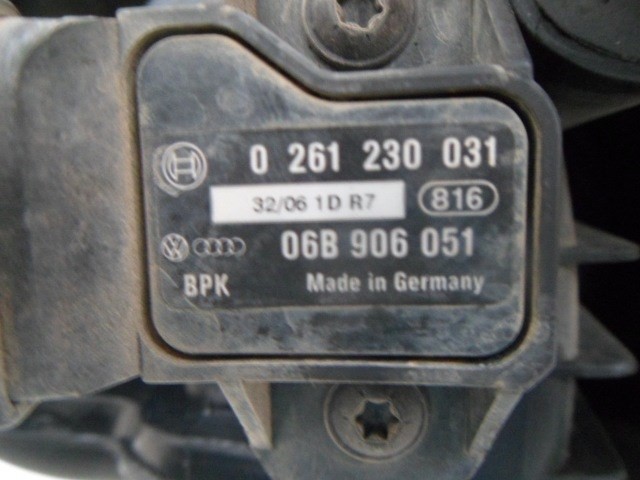 0 261 230 031
32/06 1D R7 816
06B 906 051
BPK Made in Germany